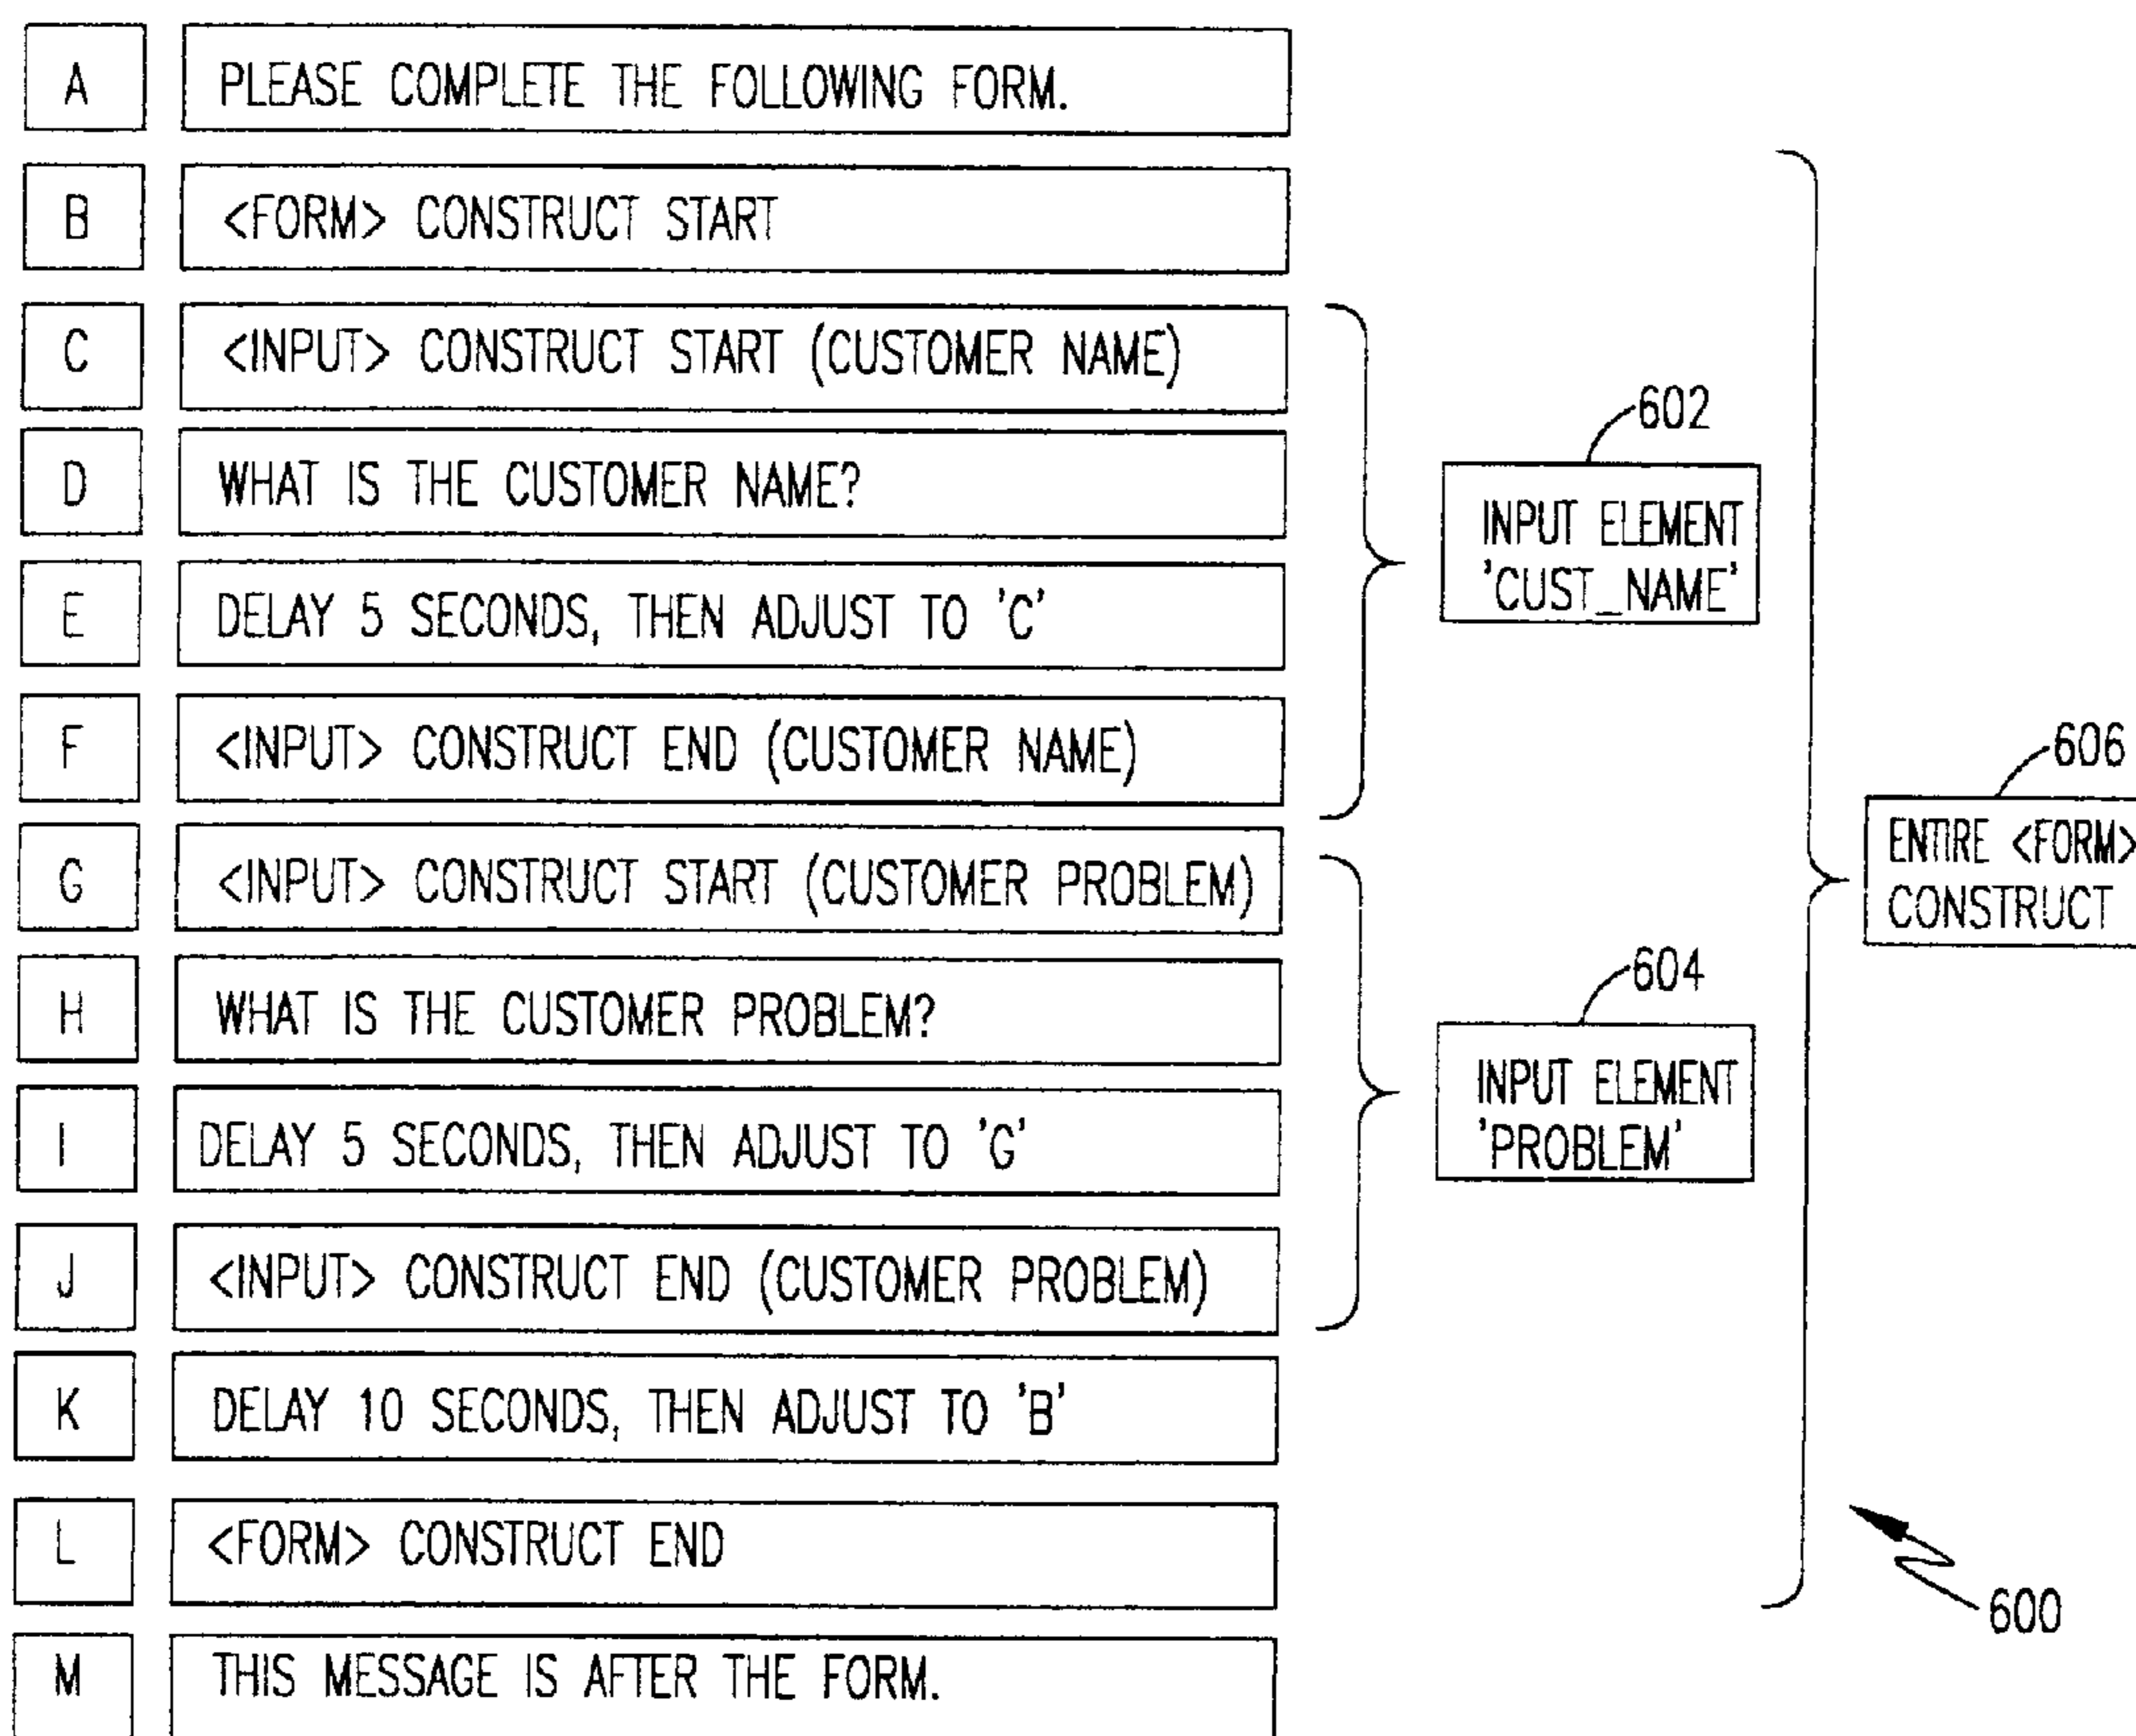 A PLEASE COMPLETE THE FOLLOWING FORM.
B <FORM> CONSTRUCT START
C <INPUT> CONSTRUCT START (CUSTOMER NAME)
D WHAT IS THE CUSTOMER NAME?
E DELAY 5 SECONDS, THEN ADJUST TO 'C'
F <INPUT> CONSTRUCT END (CUSTOMER NAME)
G <INPUT> CONSTRUCT START (CUSTOMER PROBLEM)
H WHAT IS THE CUSTOMER PROBLEM?
I DELAY 5 SECONDS, THEN ADJUST TO 'G'
J <INPUT> CONSTRUCT END (CUSTOMER PROBLEM)
K DELAY 10 SECONDS, THEN ADJUST TO 'B'
L <FORM> CONSTRUCT END
M THIS MESSAGE IS AFTER THE FORM.
602
INPUT ELEMENT
'CUST_NAME'
604
INPUT ELEMENT
'PROBLEM'
606
ENTIRE <FORM>
CONSTRUCT
600